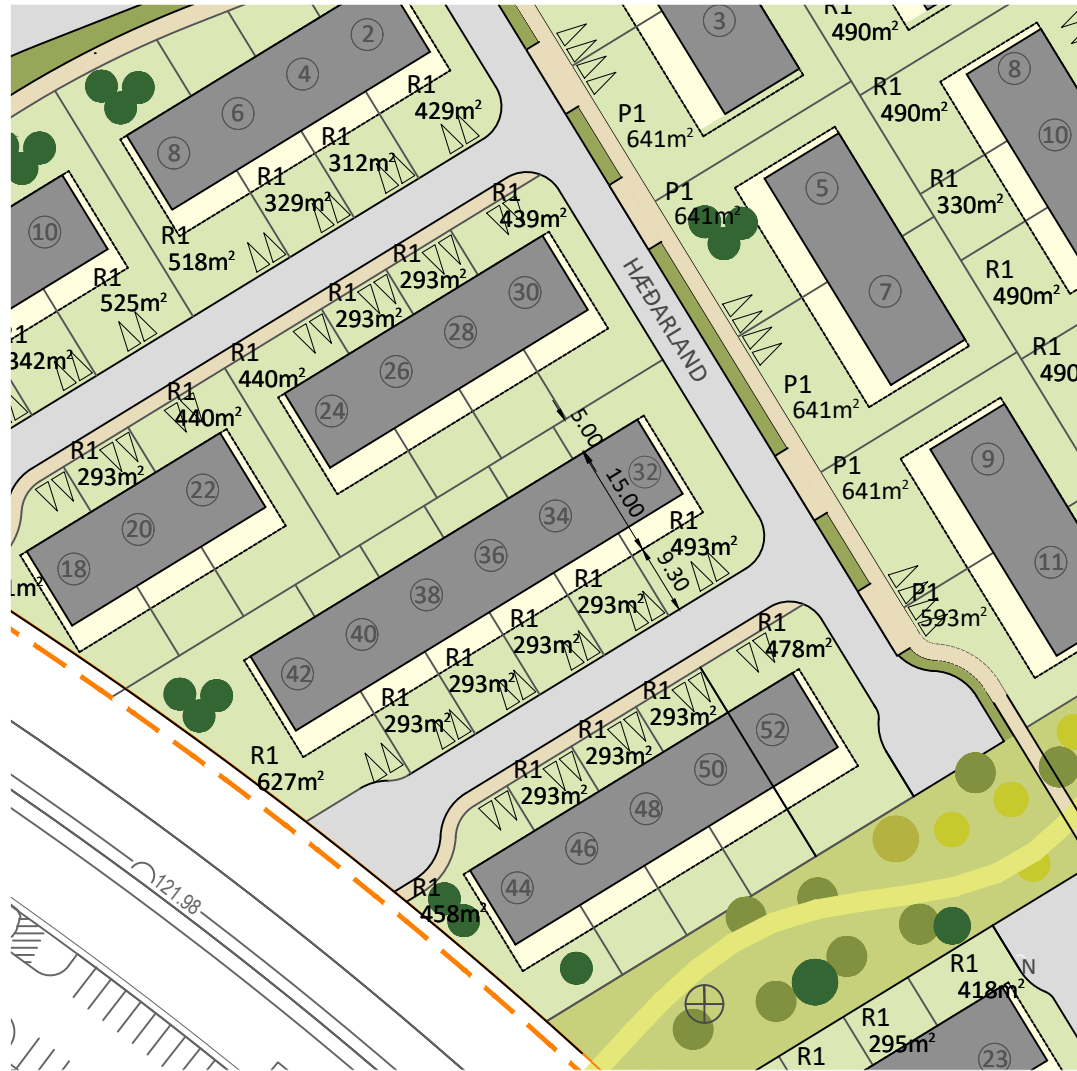 2
4
6
8
10
R1
429m²
R1
312m²
R1
329m²
R1
518m²
R1
525m²
342m²
3
P1
641m²
R1
490m²
8
R1
490m²
10
5
P1
641m²
R1
330m²
7
R1
490m²
R1
490
HÆÐARLAND
R1
439m²
R1
293m²
R1
293m²
R1
440m²
R1
440m²
R1
293m²
30
28
26
24
22
20
18
5.00
15.00
9.30
P1
641m²
P1
641m²
9
11
P1
593m²
32
34
36
38
40
42
R1
493m²
R1
293m²
R1
293m²
R1
293m²
R1
293m²
R1
627m²
R1
478m²
R1
293m²
R1
293m²
R1
293m²
R1
458m²
52
50
48
46
44
121.98
R1
418m²
N
R1
295m²
R1
23